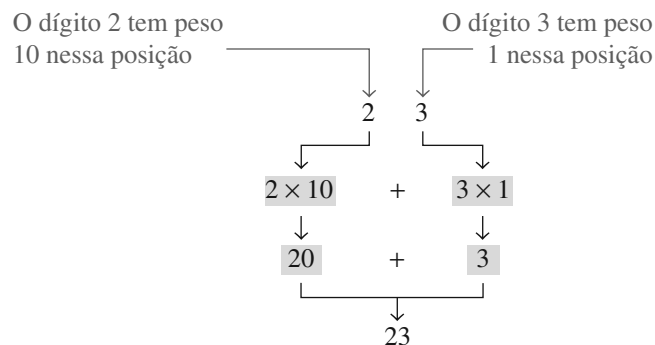 O dígito 2 tem peso
10 nessa posição
O dígito 3 tem peso
1 nessa posição
2 3
2 × 10 + 3 × 1
20 + 3
23